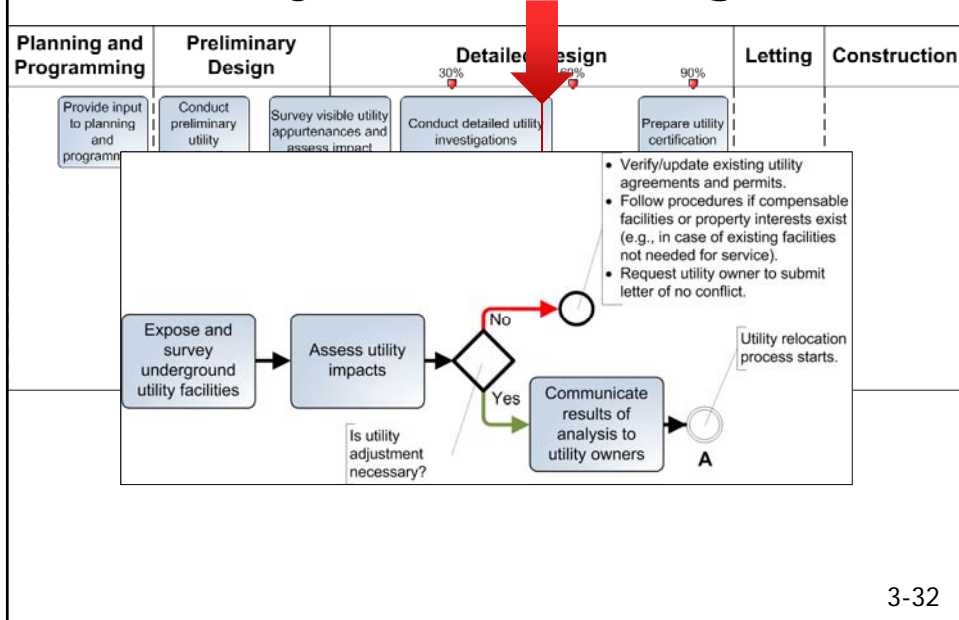 Planning and
Programming
Preliminary
Design
Detailed Design
Letting
Construction
30%
60%
90%
Provide input
to planning
and
Conduct
preliminary
utility
Survey visible utility
appurtenances and
assess impact
Conduct detailed utility
investigations
Prepare utility
certification
• Verify/update existing utility
agreements and permits.
• Follow procedures if compensable
facilities or property interests exist
(e.g., in case of existing facilities
not needed for service).
• Request utility owner to submit
letter of no conflict.
Expose and
survey
underground
utility facilities
Assess utility
impacts
No
Yes
Is utility
adjustment
necessary?
Communicate
results of
analysis to
utility owners
Utility relocation
process starts.
A
3-32